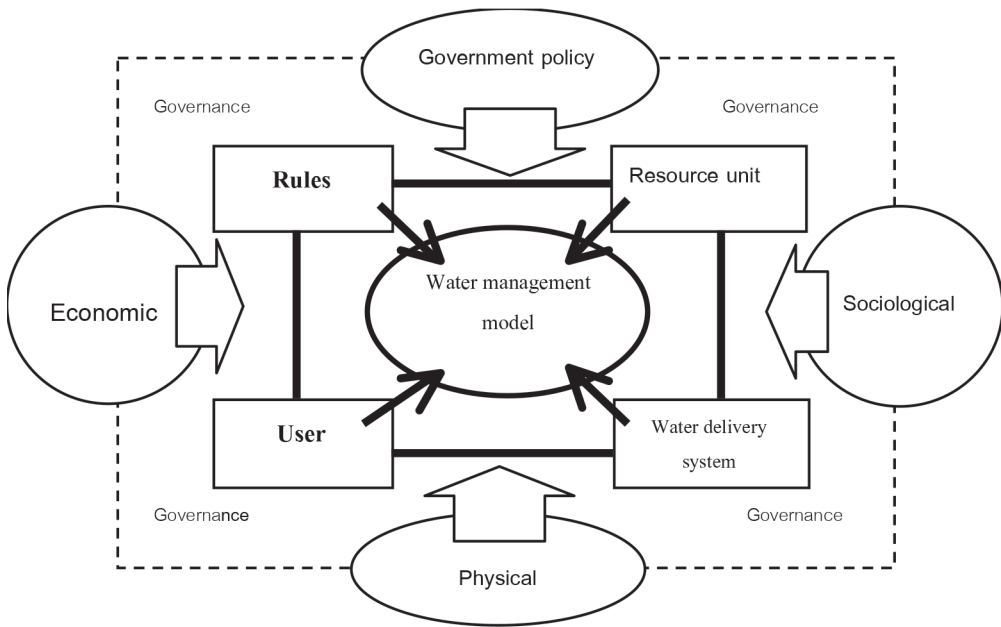 Government policy
Governance
Governance
Rules
Resource unit
Water management
model
Economic
Sociological
User
Water delivery
system
Governance
Governance
Physical